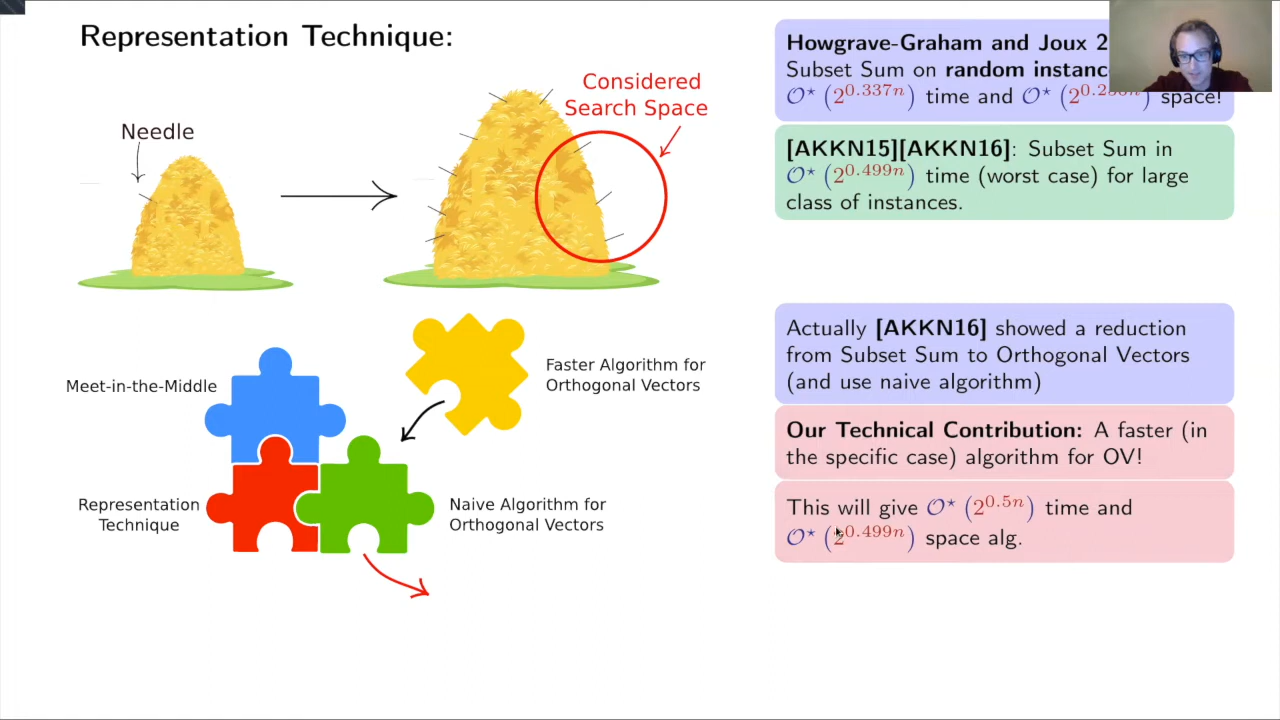 Representation Technique:
Needle
Considered
Search Space
Meet-in-the-Middle
Faster Algorithm for
Orthogonal Vectors
Representation
Technique
Naive Algorithm for
Orthogonal Vectors
Howgrave-Graham and Joux
Subset Sum on random
O⋆ (2^0.337n) time and O⋆ space!
[AKKN15][AKKN16]: Subset Sum in
O⋆ (2^0.499n) time (worst case) for large
class of instances.
Actually [AKKN16] showed a reduction
from Subset Sum to Orthogonal Vectors
(and use naive algorithm)
Our Technical Contribution: A faster (in
the specific case) algorithm for OV!
This will give O⋆ (2^0.5n) time and
O⋆ (2^0.499n) space alg.